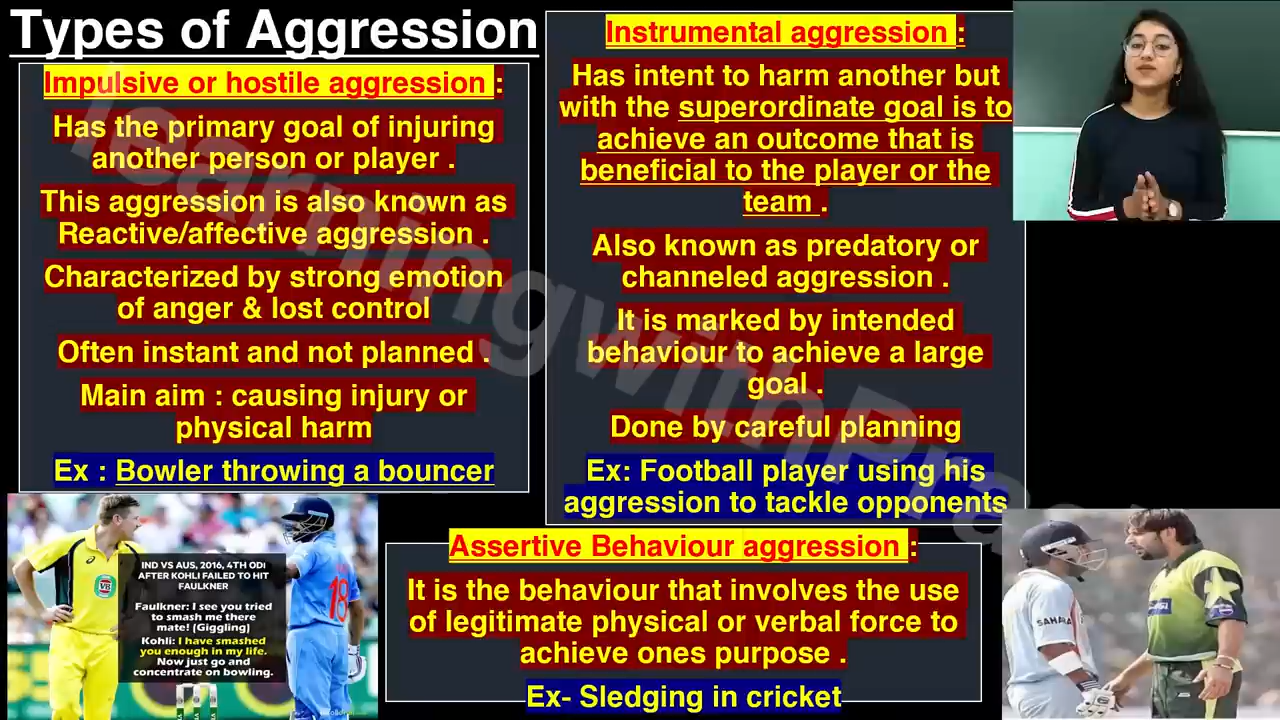 Types of Aggression
Impulsive or hostile aggression :
Has the primary goal of injuring
another person or player .
This aggression is also known as
Reactive/affective aggression .
Characterized by strong emotion
of anger & lost control
Often instant and not planned .
Main aim : causing injury or
physical harm
Ex : Bowler throwing a bouncer
Instrumental aggression :
Has intent to harm another but
with the superordinate goal is to
achieve an outcome that is
beneficial to the player or the
team .
Also known as predatory or
channeled aggression .
It is marked by intended
behaviour to achieve a large
goal .
Done by careful planning
Ex: Football player using his
aggression to tackle opponents
Assertive Behaviour aggression :
It is the behaviour that involves the use
of legitimate physical or verbal force to
achieve ones purpose .
Ex- Sledging in cricket
IND VS AUS, 2016, 4TH ODI
AFTER KOHLI FAILED TO HIT
FAULKNER
Faulkner: I see you tried
to smash me there
mate! (Giggling)
Kohli: I have smashed
you enough in my life.
Now just go and
concentrate on bowling.
VB
18
SAHARA